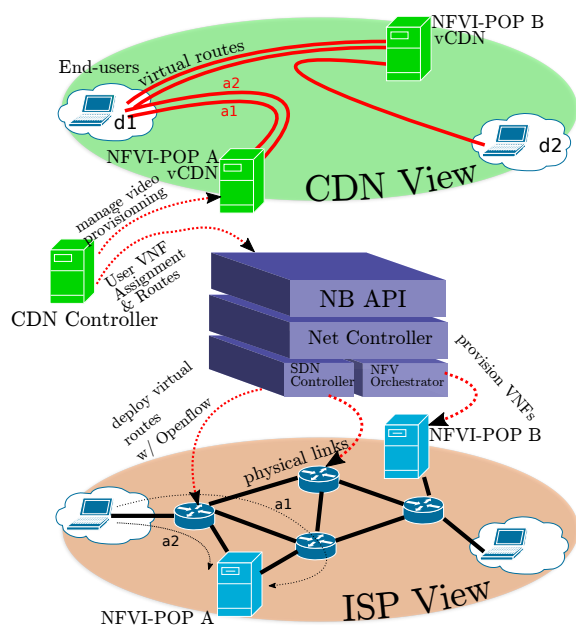 NFVI-POP B
vCDN
End-users
virtual routes
a2
a1
d1
d2
NFVI-POP A
vCDN
CDN View
manage video
provisionning
User VNF
Assignment
& Routes
CDN Controller
NB API
Net Controller
SDN
Controller
NFV
Orchestrator
provision VNFs
deploy virtual
routes
w/ Openflow
NFVI-POP B
physical links
a1
a2
NFVI-POP A
ISP View